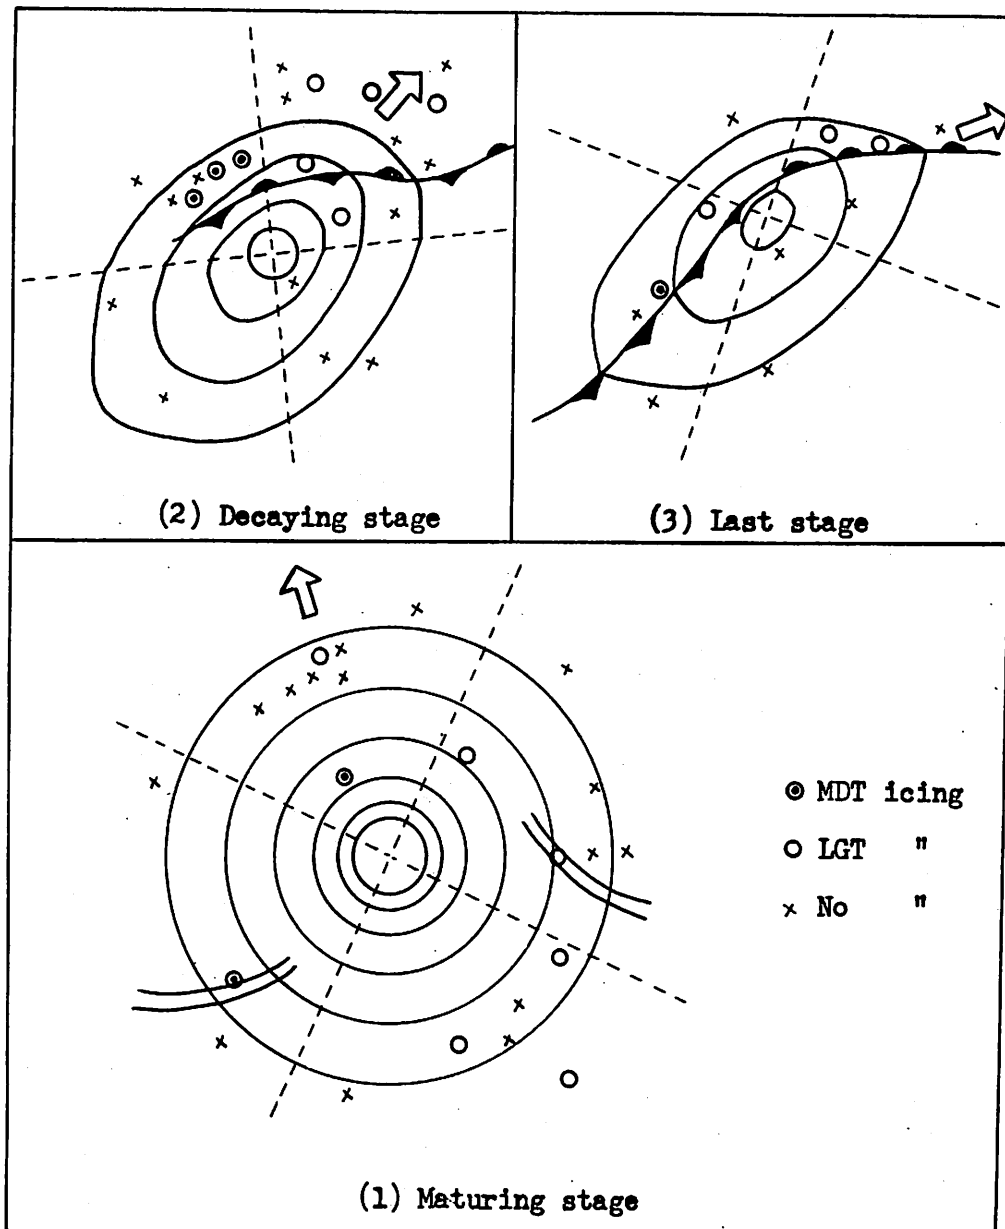 (2) Decaying stage
(3) Last stage
MDT icing
LGT "
No "
(1) Maturing stage